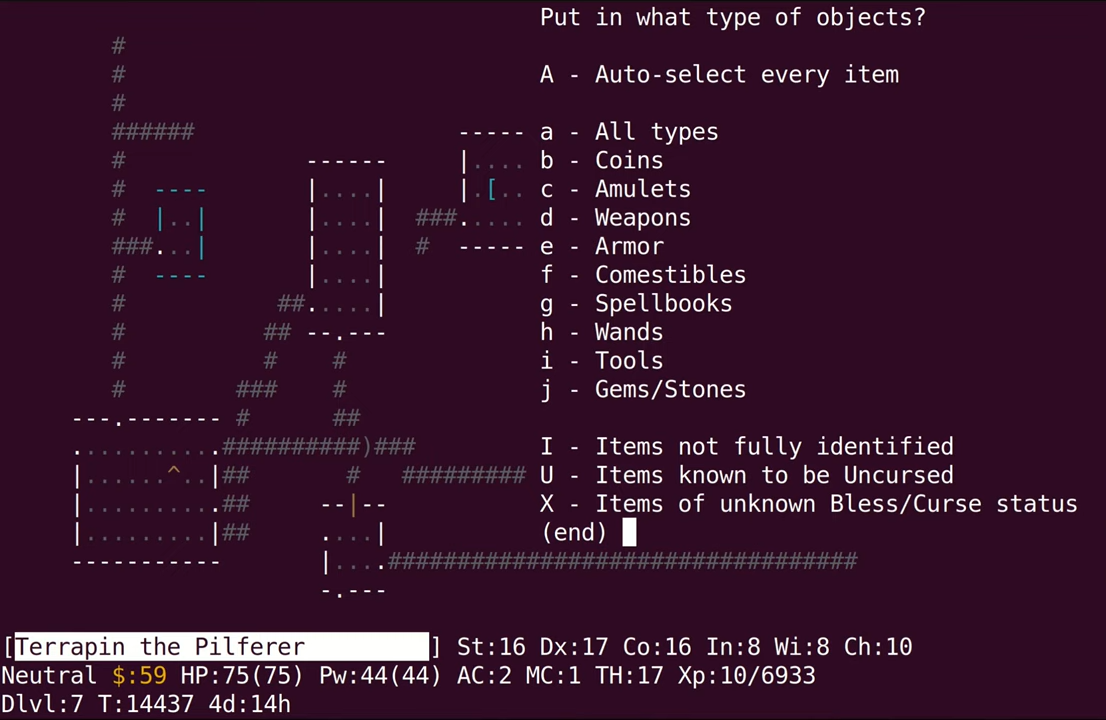 Put in what type of objects?
#
# A - Auto-select every item
#
###### ----- a - All types
# ------ |.... b - Coins
# ---- |....| |.[.. c - Amulets
# |..| |....| ###..... d - Weapons
###...| |....| # ----- e - Armor
# ---- |....| f - Comestibles
# ##.....| g - Spellbooks
# ## --.--- h - Wands
# # # i - Tools
# ### # j - Gems/Stones
---.------- # ##
...........##########)### I - Items not fully identified
|......^..|## # ######### U - Items known to be Uncursed
|..........## --|-- X - Items of unknown Bless/Curse status
|.........|## ....| (end)
----------- |....##################################
-.---
[Terrapin the Pilferer ] St:16 Dx:17 Co:16 In:8 Wi:8 Ch:10
Neutral $:59 HP:75(75) Pw:44(44) AC:2 MC:1 TH:17 Xp:10/6933
Dlvl:7 T:14437 4d:14h